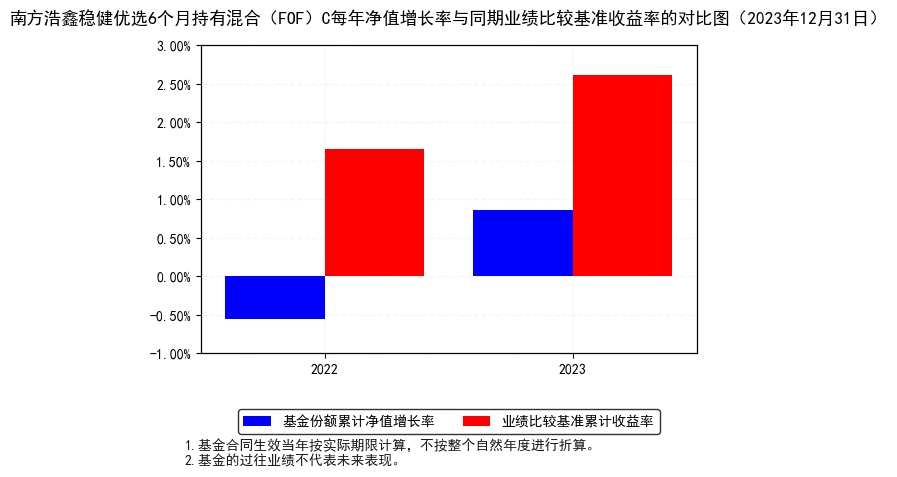 南方浩鑫稳健优选6个月持有混合（FOF）C每年净值增长率与同期业绩比较基准收益率的对比图（2023年12月31日）
3.00%
2.50%
2.00%
1.50%
1.00%
0.50%
0.00%
-0.50%
-1.00%
2022 2023
基金份额累计净值增长率 业绩比较基准累计收益率
1. 基金合同生效当年按实际期限计算，不按整个自然年度进行折算。
2. 基金的过往业绩不代表未来表现。